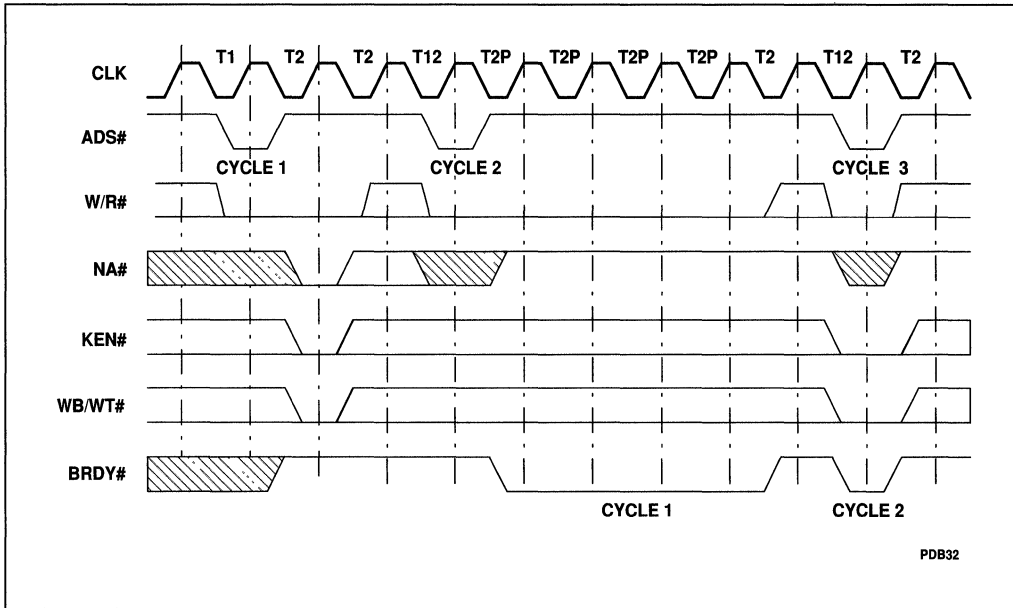 T1 T2 T2 T12 T2P T2P T2P T2P T2 T12 T2
CLK
ADS#
CYCLE 1 CYCLE 2 CYCLE 3
W/R#
NA#
KEN#
WB/WT#
BRDY#
CYCLE 1 CYCLE 2
PDB32